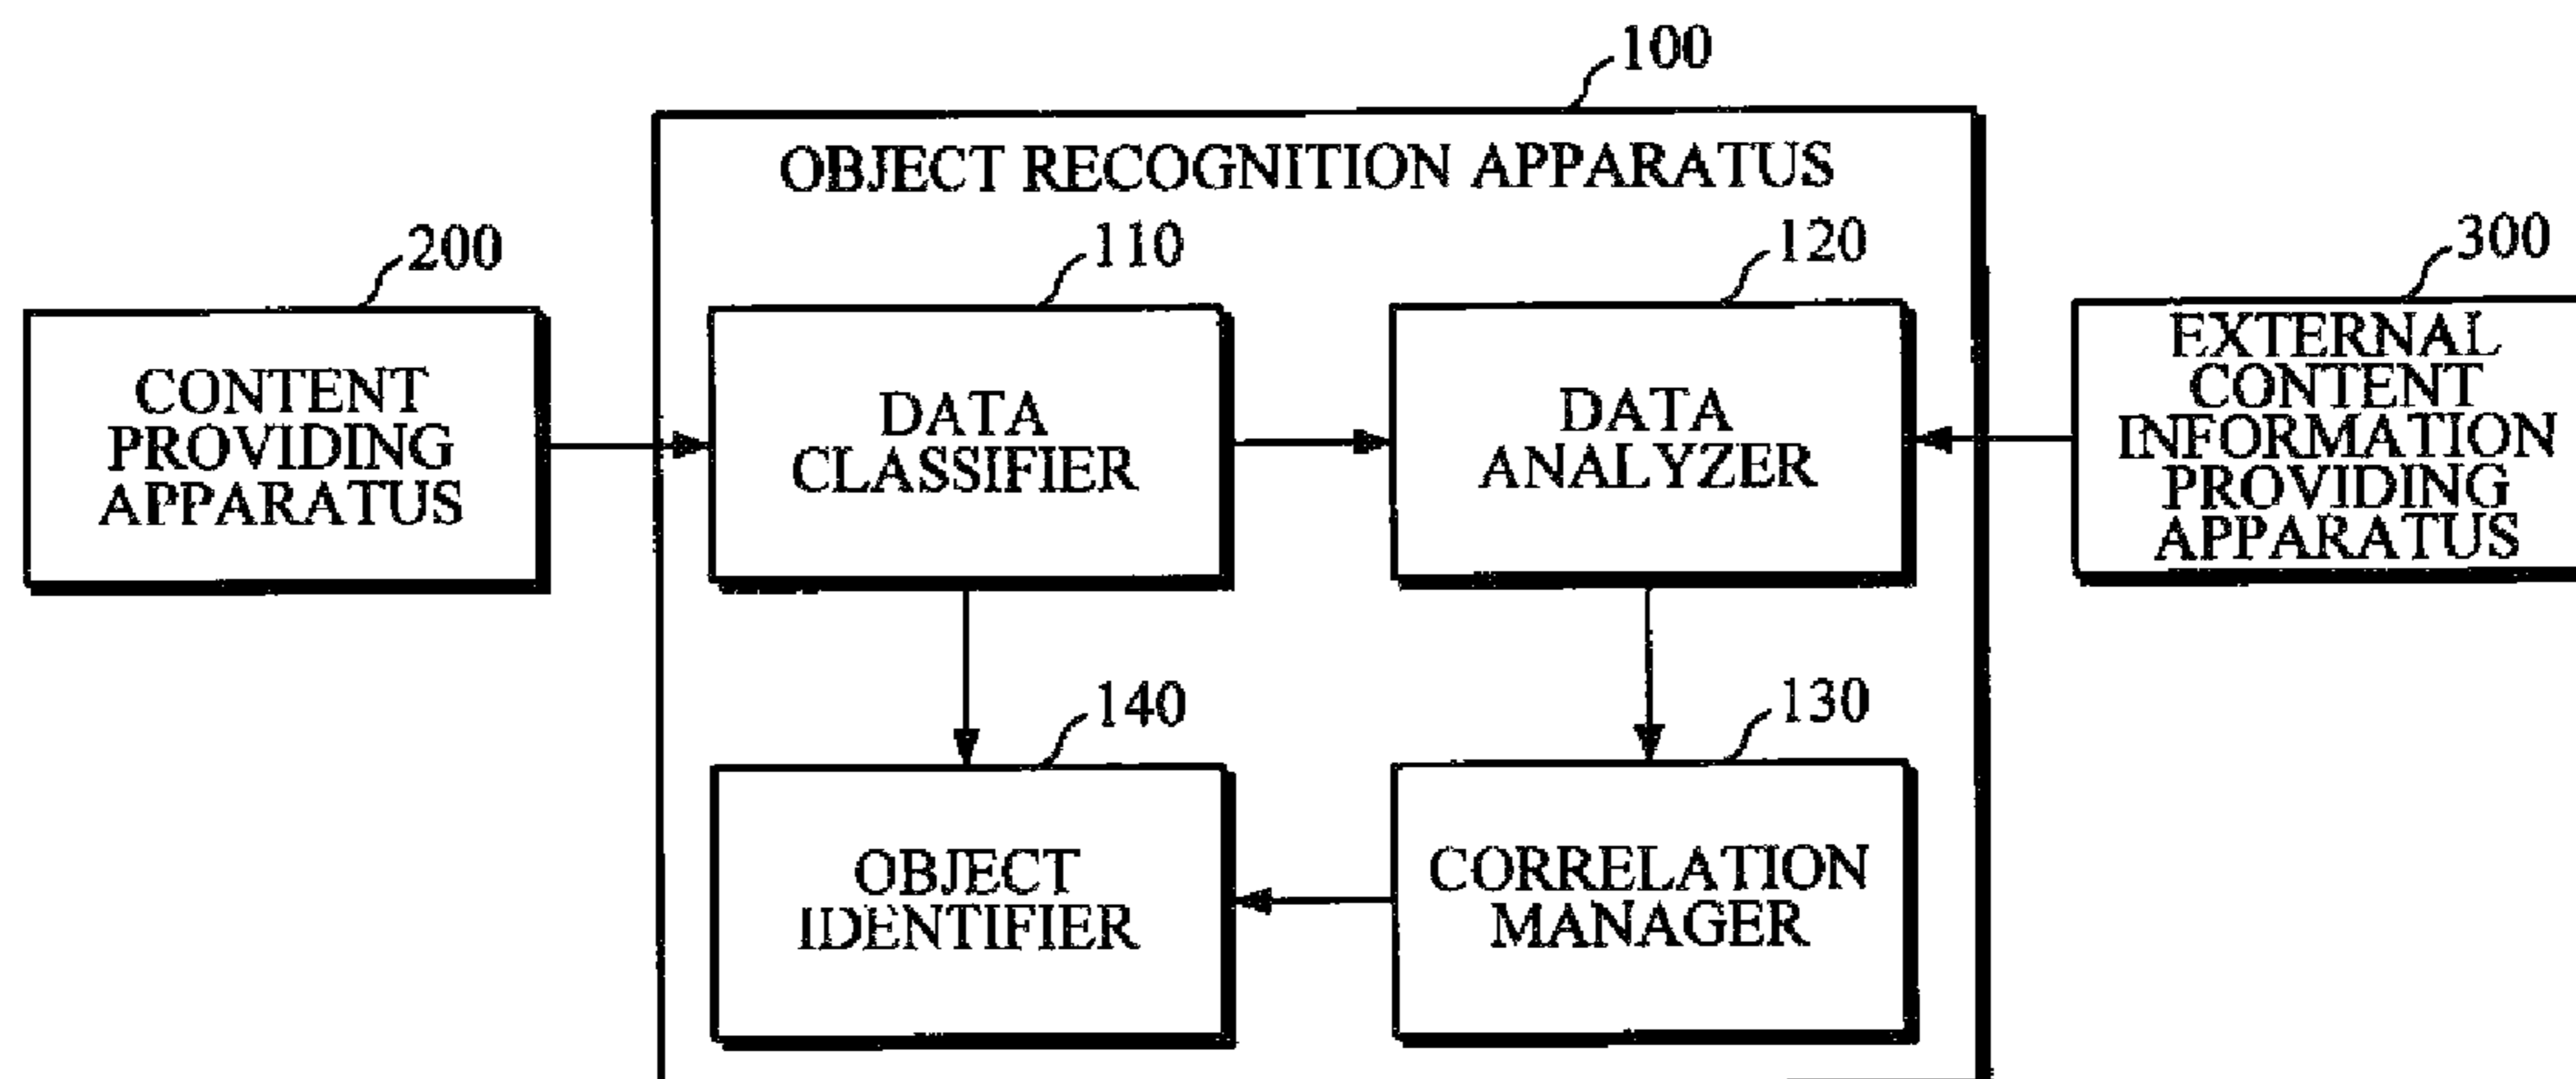 100
OBJECT RECOGNITION APPARATUS
200
110
120
300
CONTENT
PROVIDING
APPARATUS
DATA
CLASSIFIER
DATA
ANALYZER
EXTERNAL
CONTENT
INFORMATION
PROVIDING
APPARATUS
140
130
OBJECT
IDENTIFIER
CORRELATION
MANAGER